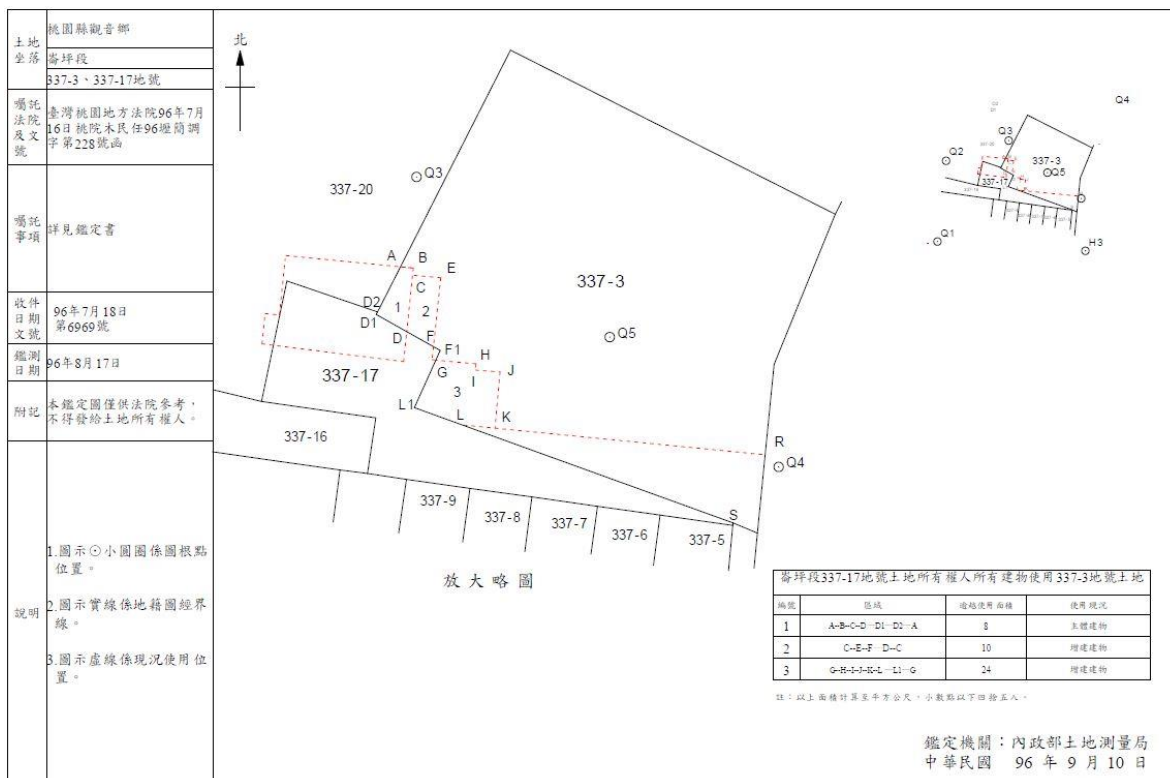 土地坐落
桃園縣觀音鄉
崙坪段
337-3、337-17地號
囑託法院及文號
臺灣桃園地方法院96年7月
16日桃院木民任96壢簡調
字第228號函
囑託事項
詳見鑑定書
收件日期文號
96年7月18日
第6969號
鑑測日期
96年8月17日
附記
本鑑定圖僅供法院參考，
不得發給土地所有權人。
說明
1.圖示⊙小圓圈係圖根點
位置。
2.圖示實線係地籍圖經界
線。
3.圖示虛線係現況使用位
置。
北
Q3
337-20
A
B
E
C
D2
1
2
D1
D
F
F1
337-3
Q5
H
G
I
J
337-17
3
L1
L
K
R
Q4
337-16
337-9
337-8
337-7
337-6
337-5
S
放大略圖
Q4
Q3
Q2
337-3
Q5
337-17
Q1
H3
崙坪段337-17地號土地所有權人所有建物使用337-3地號土地
編號 區域 逾越使用面積 使用現況
1 A--B--C--D—D1—D2—A 8 主體建物
2 C--E--F—D--C 10 增建建物
3 G--H--I--J--K--L—L1--G 24 增建建物
註：以上面積計算至平方公尺，小數點以下四捨五入。
鑑定機關：內政部土地測量局
中華民國 96 年 9 月 10 日